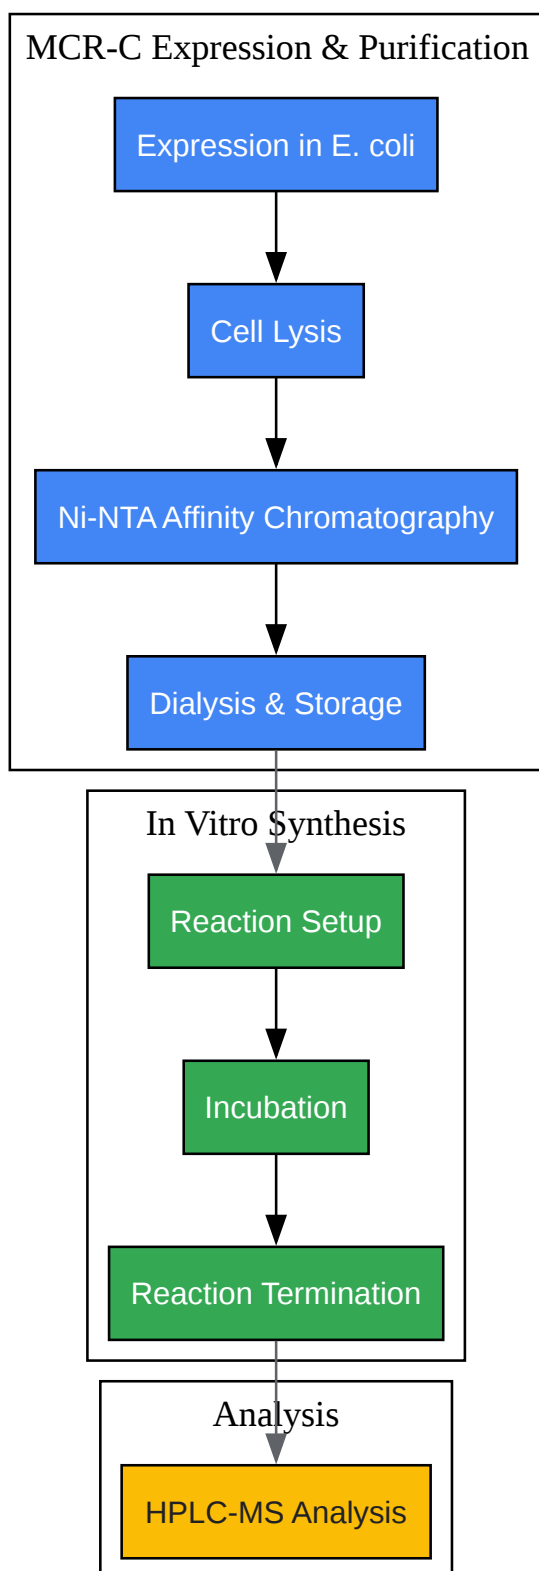 MCR-C Expression & Purification
Expression in E. coli
Cell Lysis
Ni-NTA Affinity Chromatography
Dialysis & Storage
In Vitro Synthesis
Reaction Setup
Incubation
Reaction Termination
Analysis
HPLC-MS Analysis